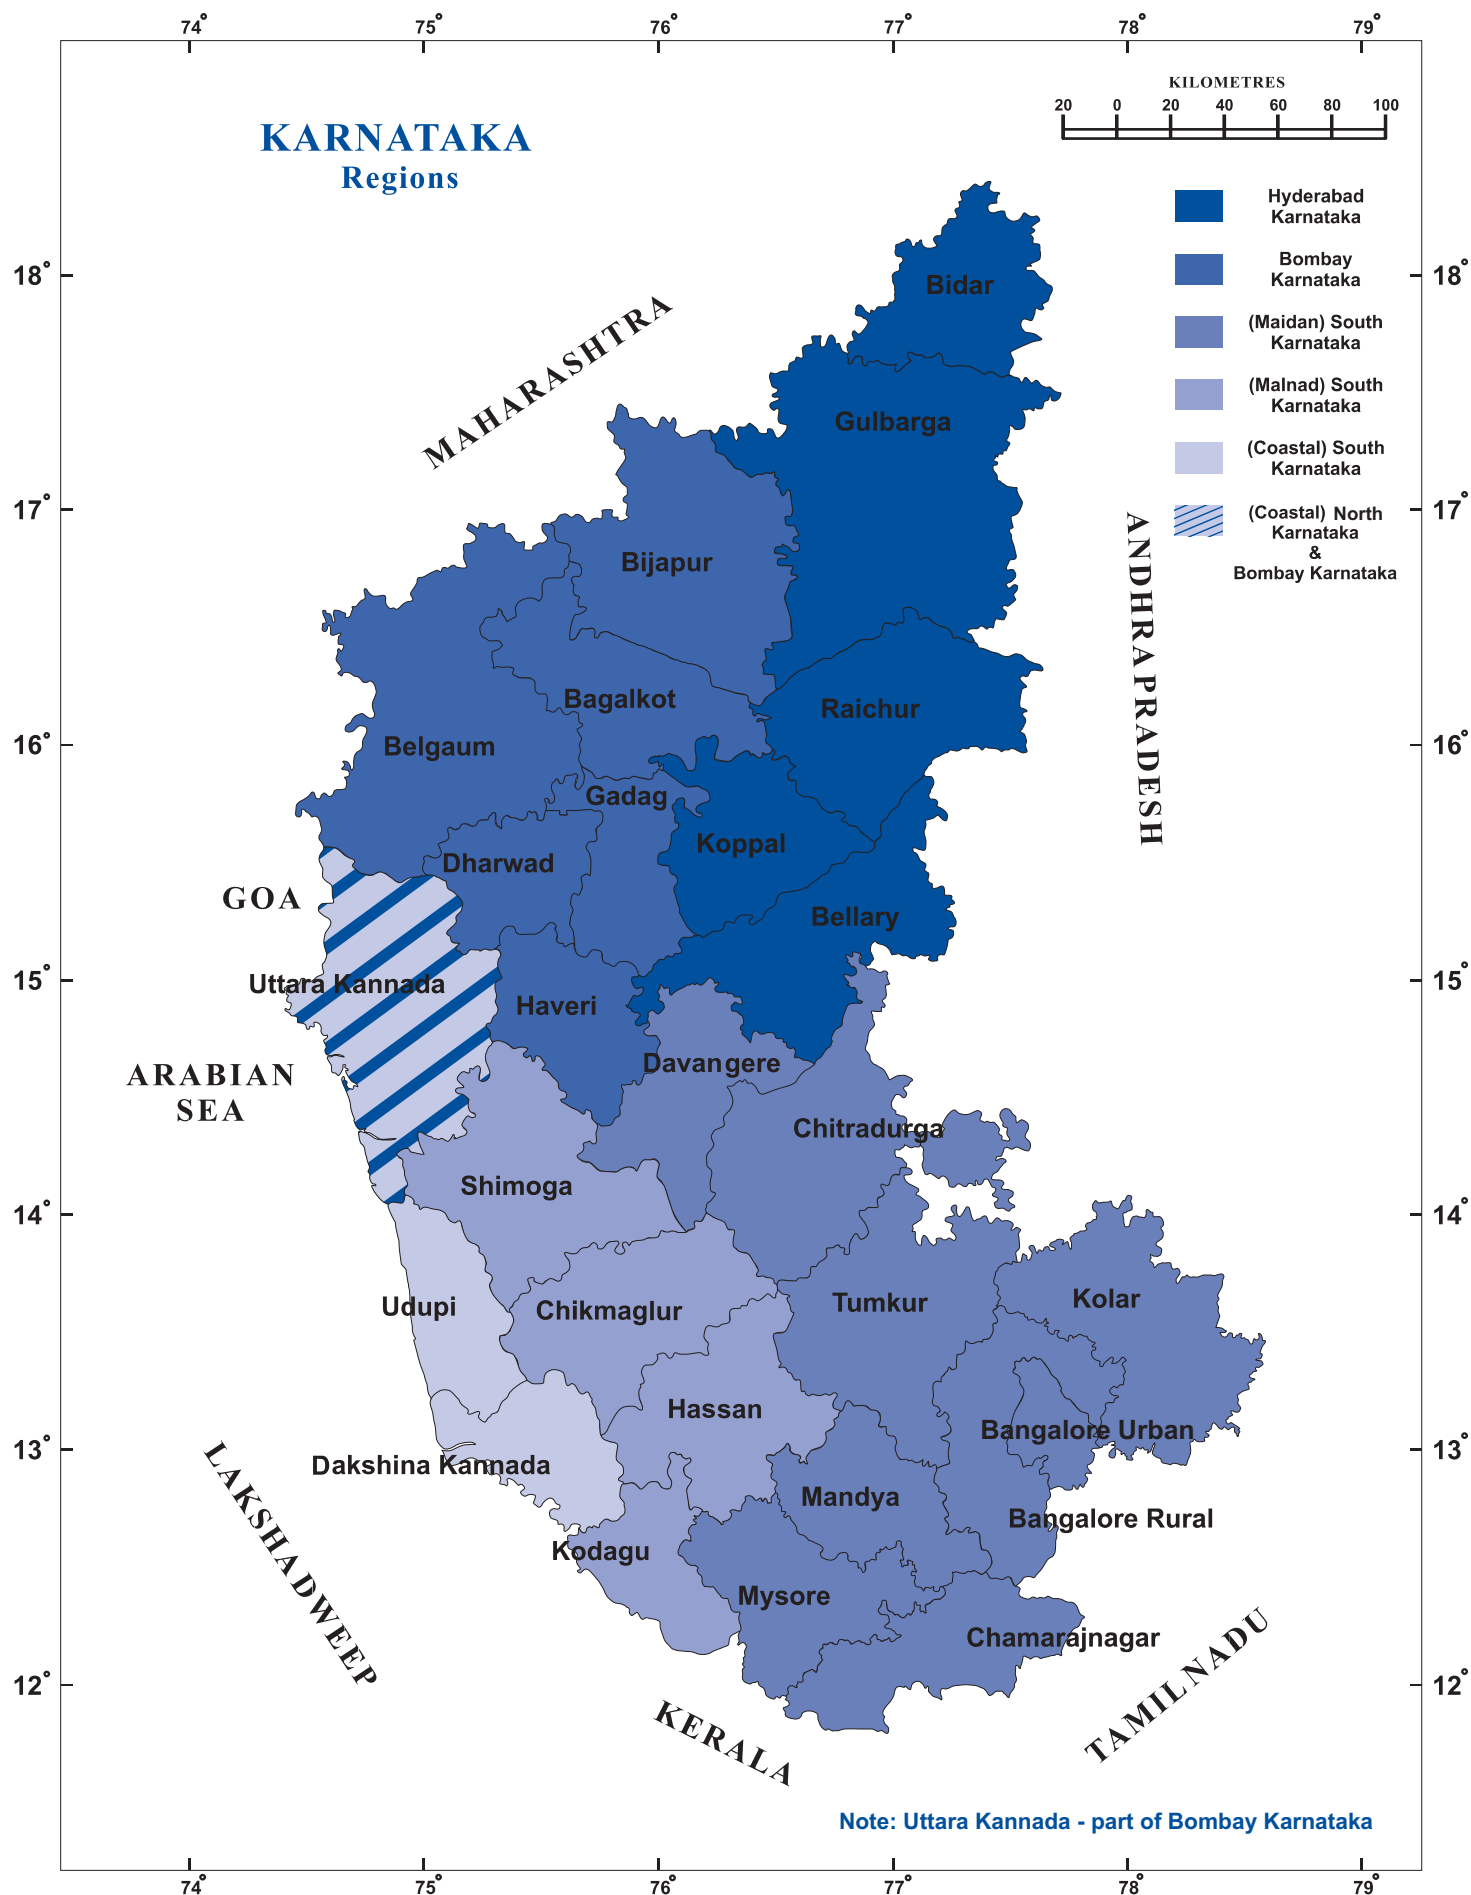 74° 75° 76° 77° 78° 79°
KILOMETRES
20 0 20 40 60 80 100
KARNATAKA
Regions
Hyderabad
Karnataka
Bombay
Karnataka
(Maidan) South
Karnataka
(Malnad) South
Karnataka
(Coastal) South
Karnataka
(Coastal) North
Karnataka
&
Bombay Karnataka
18° 18°
17° 17°
16° 16°
15° 15°
14° 14°
13° 13°
12° 12°
MAHARASHTRA
ANDHRAPRADESH
GOA
ARABIAN
SEA
LAKSHADWEEP
KERALA
TAMILNADU
Bidar
Gulbarga
Bijapur
Bagalkot
Raichur
Belgaum
Gadag
Koppal
Dharwad
Bellary
Uttara Kannada
Haveri
Davangere
Chitradurga
Shimoga
Udupi
Chikmaglur
Tumkur
Kolar
Hassan
Bangalore Urban
Dakshina Kannada
Mandya
Bangalore Rural
Kodagu
Mysore
Chamarajnagar
Note: Uttara Kannada - part of Bombay Karnataka
74° 75° 76° 77° 78° 79°